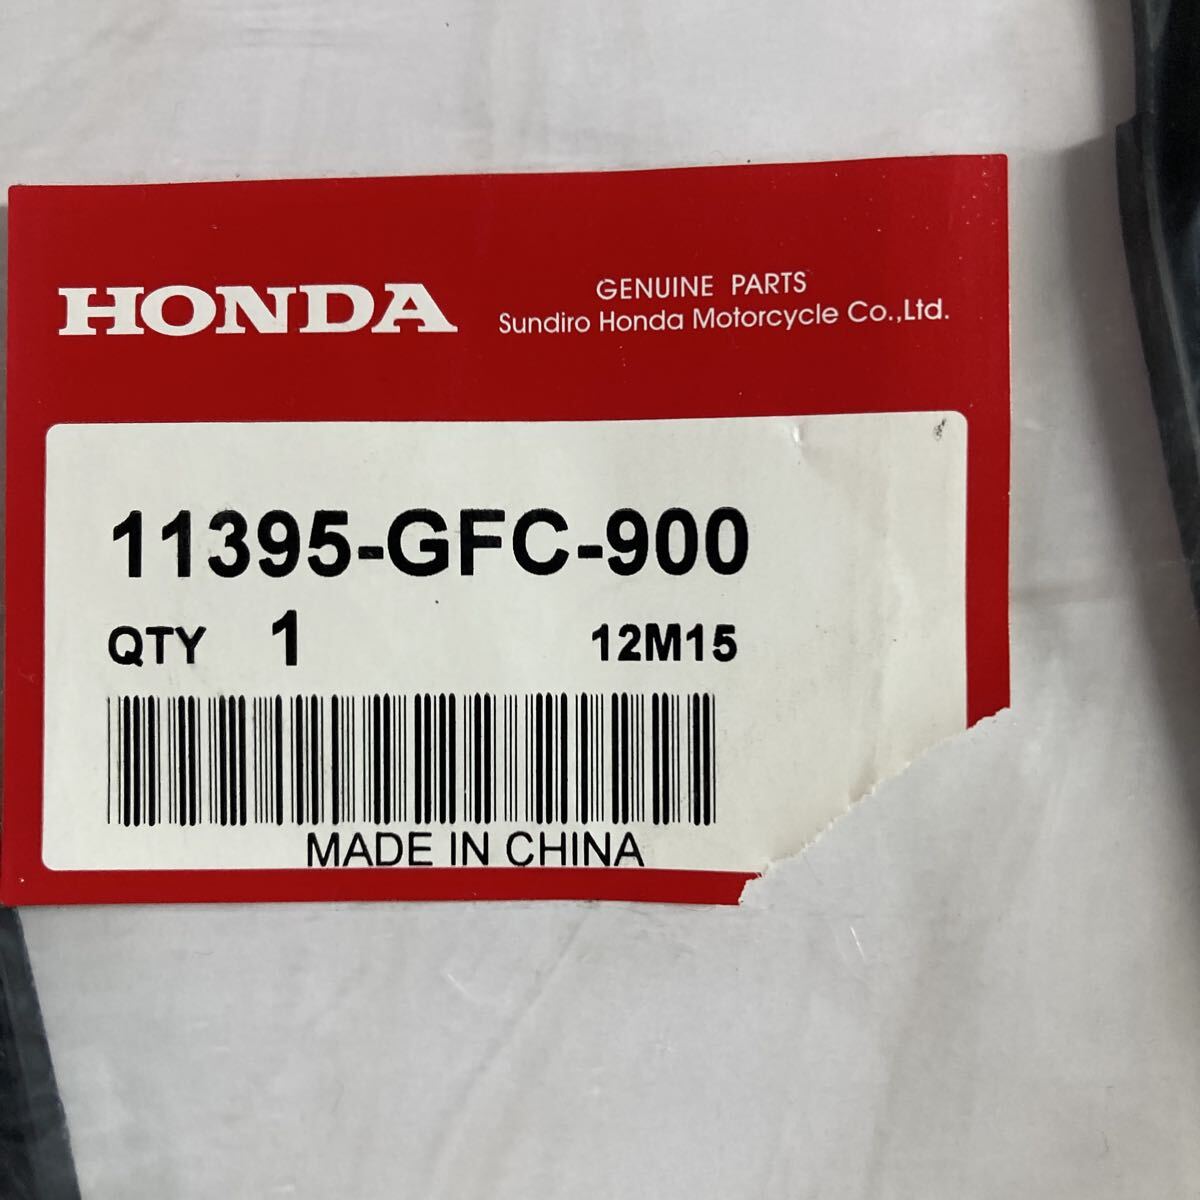 HONDA
GENUINE PARTS
Sundiro Honda Motorcycle Co.,Ltd.
11395-GFC-900
QTY 1 12M15
MADE IN CHINA